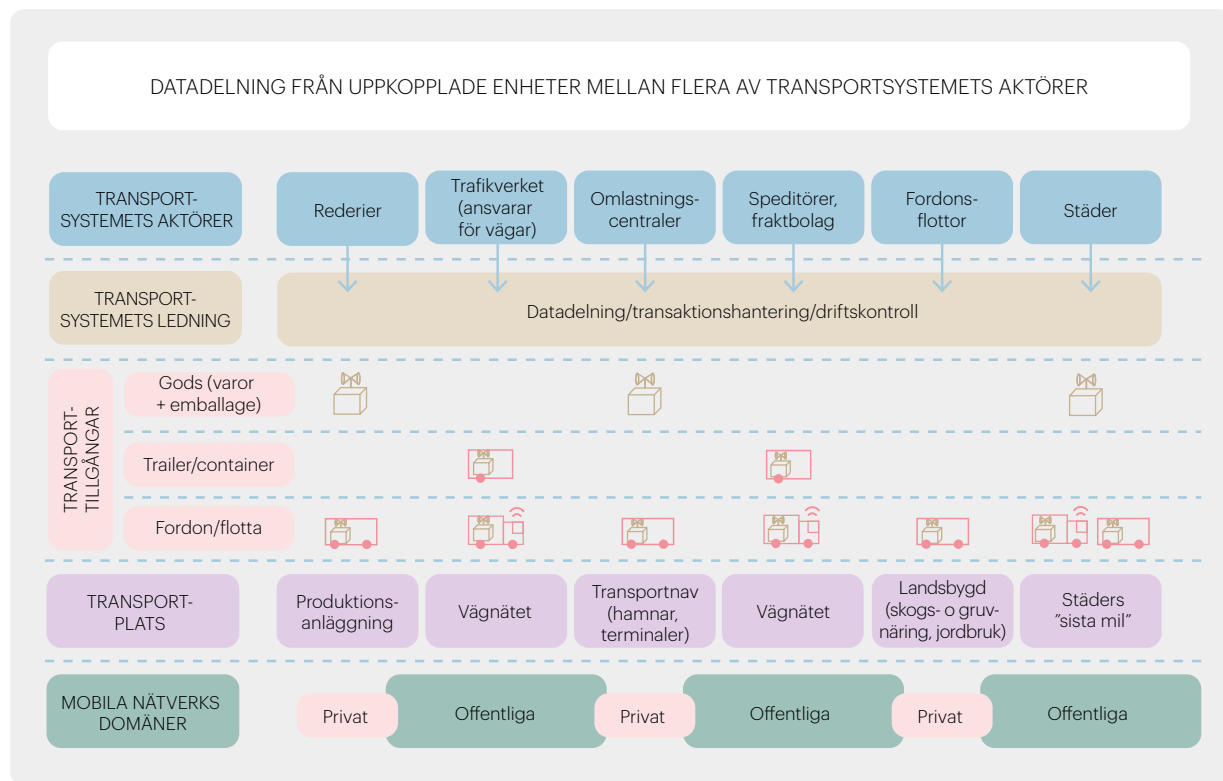 DATADELNING FRÅN UPPKOPPLADE ENHETER MELLAN FLERA AV TRANSPORTSYSTEMETS AKTÖRER
TRANSPORT-
SYSTEMETS AKTÖRER
Rederier
Trafikverket
(ansvarar
för vägar)
Omlastnings-
centraler
Speditörer,
fraktbolag
Fordons-
flottor
Städer
TRANSPORT-
SYSTEMETS LEDNING
Datadelning/transaktionshantering/driftskontroll
TRANSPORT-
TILLGÅNGAR
Gods (varor
+ emballage)
Trailer/container
Fordon/flotta
TRANSPORT-
PLATS
Produktions-
anläggning
Vägnätet
Transportnav
(hamnar,
terminaler)
Vägnätet
Landsbygd
(skogs- o gruv-
näring, jordbruk)
Städers
”sista mil”
MOBILA NÄTVERKS
DOMÄNER
Privat
Offentliga
Privat
Offentliga
Privat
Offentliga